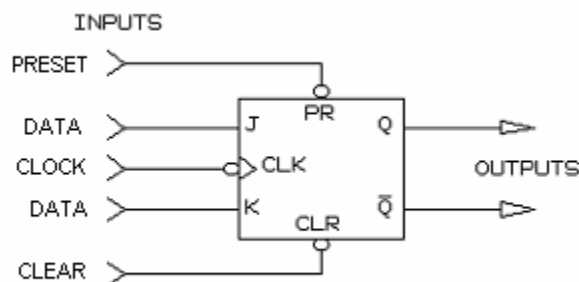 INPUTS
PRESET
PR
DATA
J
Q
CLOCK
CLK
OUTPUTS
DATA
K
Q̅
CLR
CLEAR